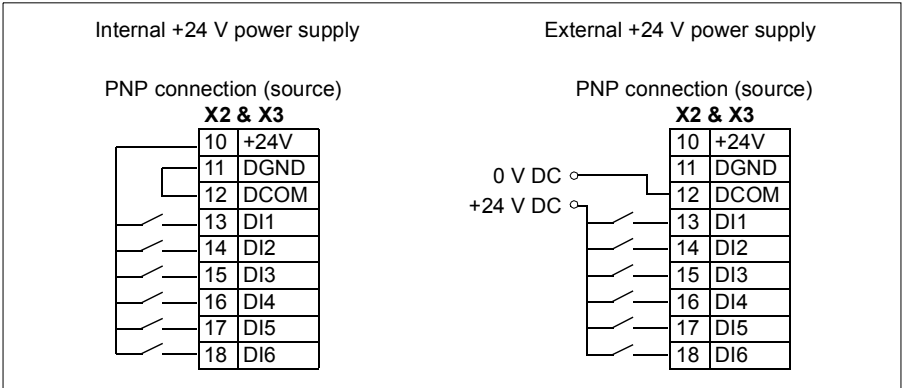 Internal +24 V power supply
PNP connection (source)
X2 & X3
10 +24V
11 DGND
12 DCOM
13 DI1
14 DI2
15 DI3
16 DI4
17 DI5
18 DI6
External +24 V power supply
PNP connection (source)
X2 & X3
0 V DC
+24 V DC
10 +24V
11 DGND
12 DCOM
13 DI1
14 DI2
15 DI3
16 DI4
17 DI5
18 DI6